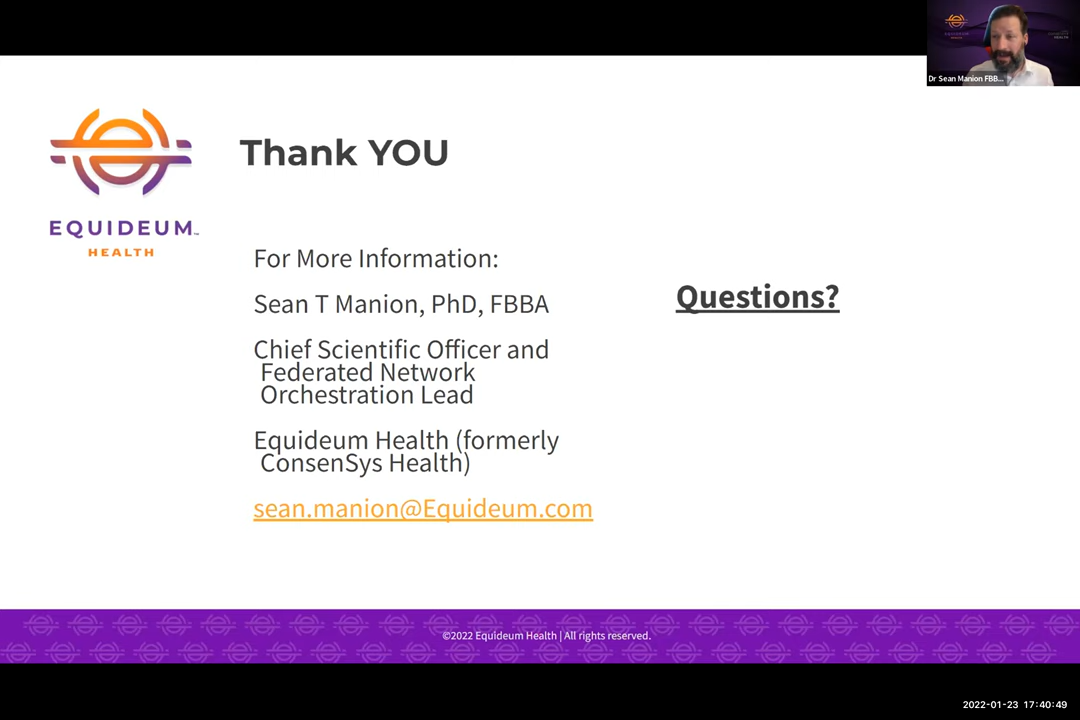 Dr Sean Manion FBB...
EQUIDEUM™
HEALTH
Thank YOU
For More Information:
Sean T Manion, PhD, FBBA
Chief Scientific Officer and
Federated Network
Orchestration Lead
Equideum Health (formerly
ConsenSys Health)
sean.manion@Equideum.com
Questions?
©2022 Equideum Health | All rights reserved.
2022-01-23 17:40:49